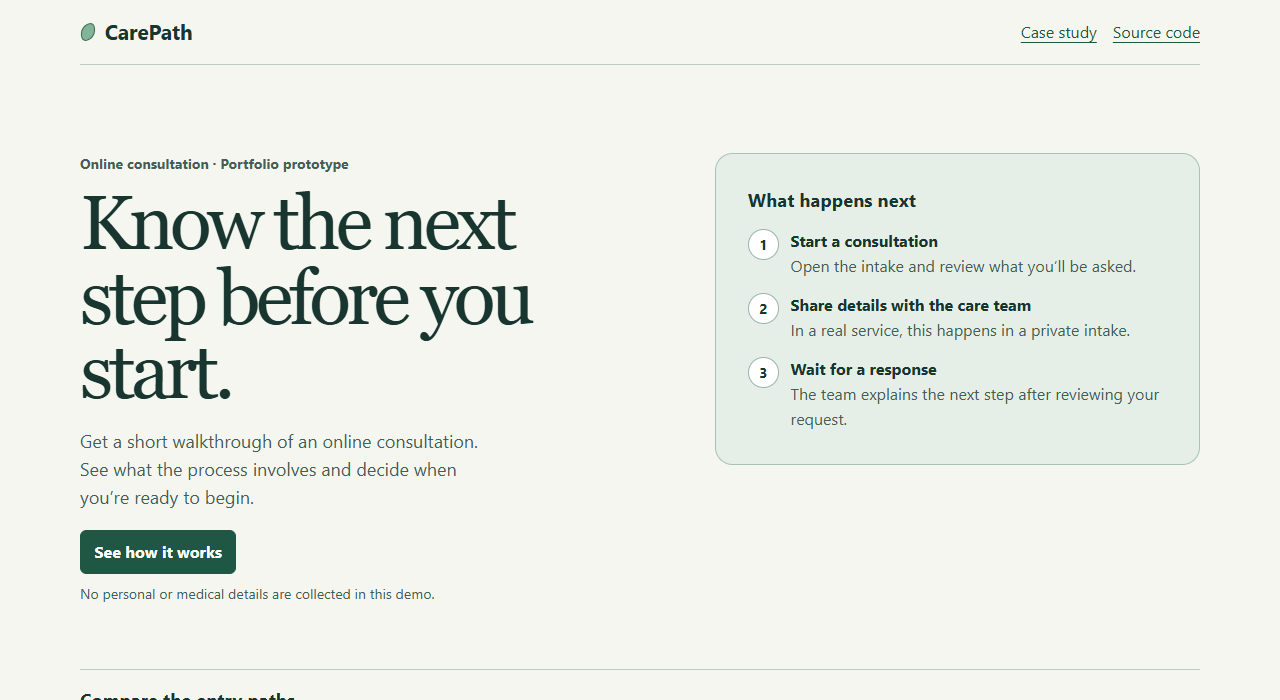 CarePath
Case study
Source code
Online consultation · Portfolio prototype
Know the next
step before you
start.
Get a short walkthrough of an online consultation.
See what the process involves and decide when
you’re ready to begin.
See how it works
No personal or medical details are collected in this demo.
What happens next
1
Start a consultation
Open the intake and review what you’ll be asked.
2
Share details with the care team
In a real service, this happens in a private intake.
3
Wait for a response
The team explains the next step after reviewing your
request.
Compare the entry paths